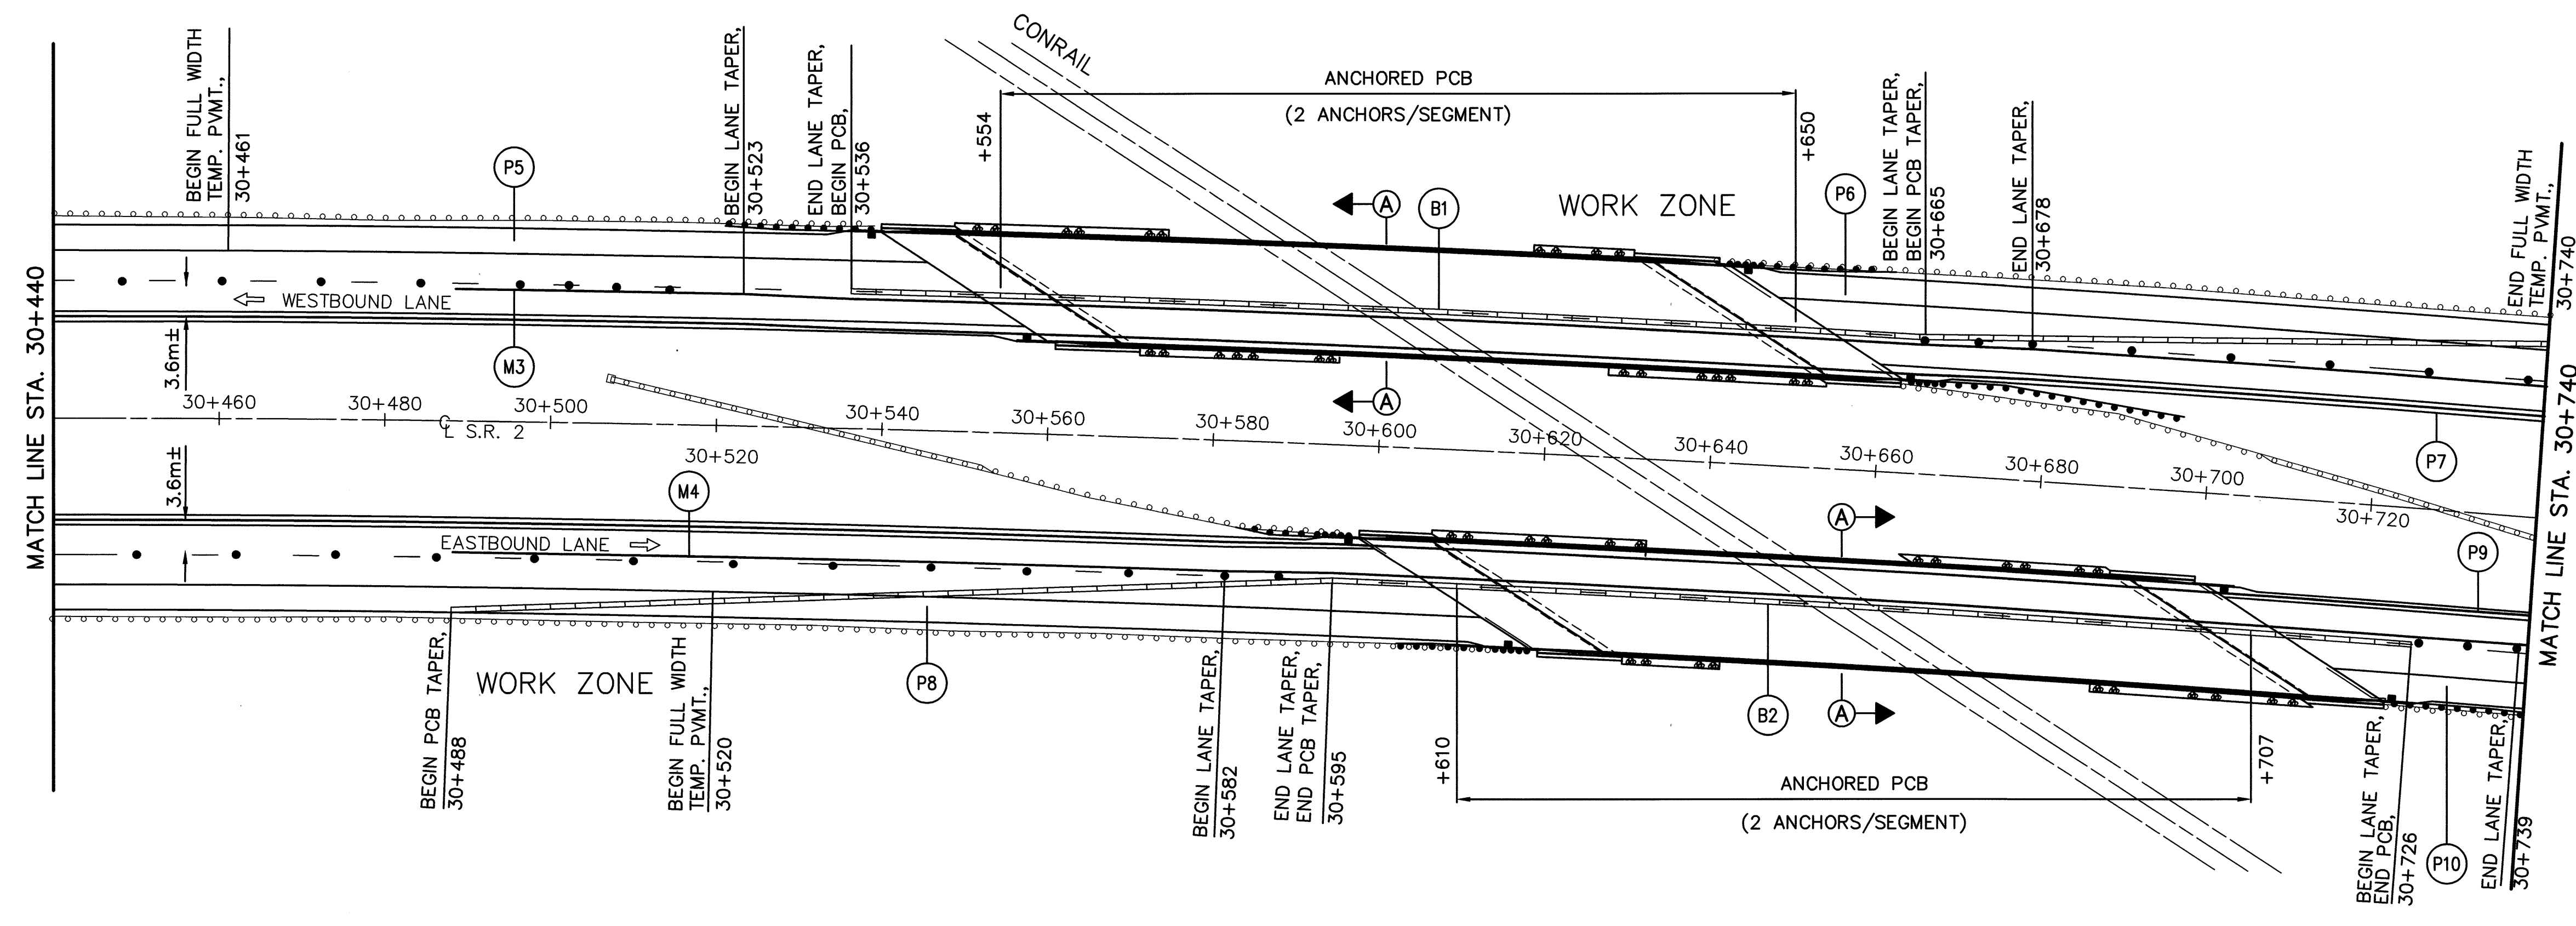 MATCH LINE STA. 30+440
BEGIN FULL WIDTH
TEMP. PVMT.,
30+461
P5
BEGIN LANE TAPER,
30+523
END LANE TAPER,
BEGIN PCB,
30+536
CONRAIL
+554
ANCHORED PCB
(2 ANCHORS/SEGMENT)
+650
A
B1
WORK ZONE
P6
BEGIN LANE TAPER,
BEGIN PCB TAPER,
30+665
END LANE TAPER,
30+678
END FULL WIDTH
TEMP. PVMT.,
30+740
WESTBOUND LANE
M3
3.6m±
A
P7
30+460
30+480
30+500
30+520
30+540
30+560
30+580
30+600
30+620
30+640
30+660
30+680
30+700
30+720
CL S.R. 2
MATCH LINE STA. 30+740
3.6m±
M4
EASTBOUND LANE
A
P9
BEGIN PCB TAPER,
30+488
WORK ZONE
BEGIN FULL WIDTH
TEMP. PVMT.,
30+520
P8
BEGIN LANE TAPER,
30+582
END LANE TAPER,
END PCB TAPER,
30+595
+610
ANCHORED PCB
(2 ANCHORS/SEGMENT)
B2
A
+707
BEGIN LANE TAPER,
END PCB,
30+726
P10
END LANE TAPER,
30+739